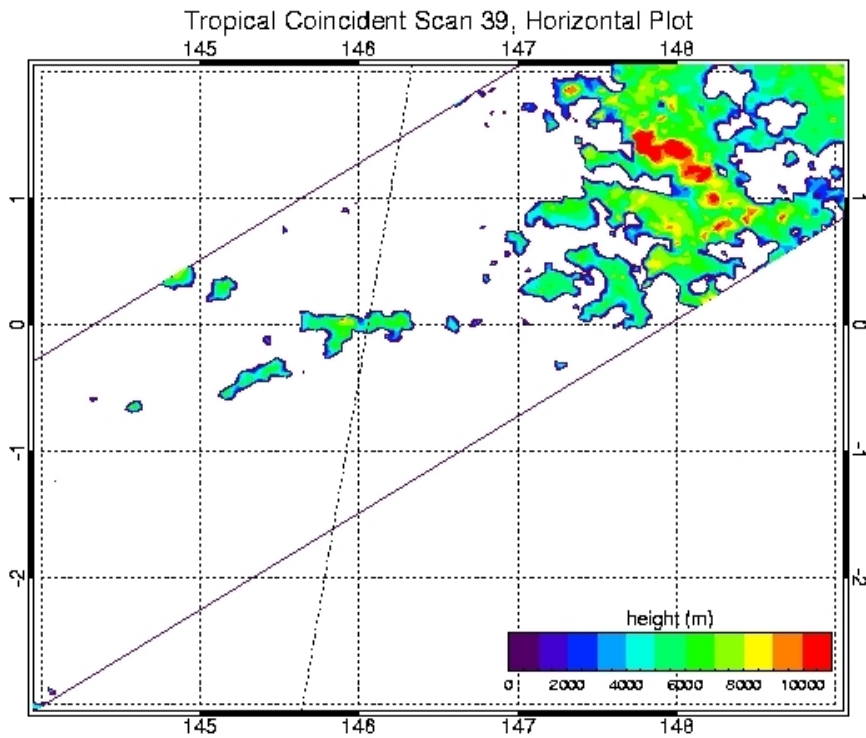 Tropical Coincident Scan 39, Horizontal Plot
145 146 147 148
1 1
0 0
-1 -1
-2 -2
height (m)
0 2000 4000 6000 8000 10000
145 146 147 148